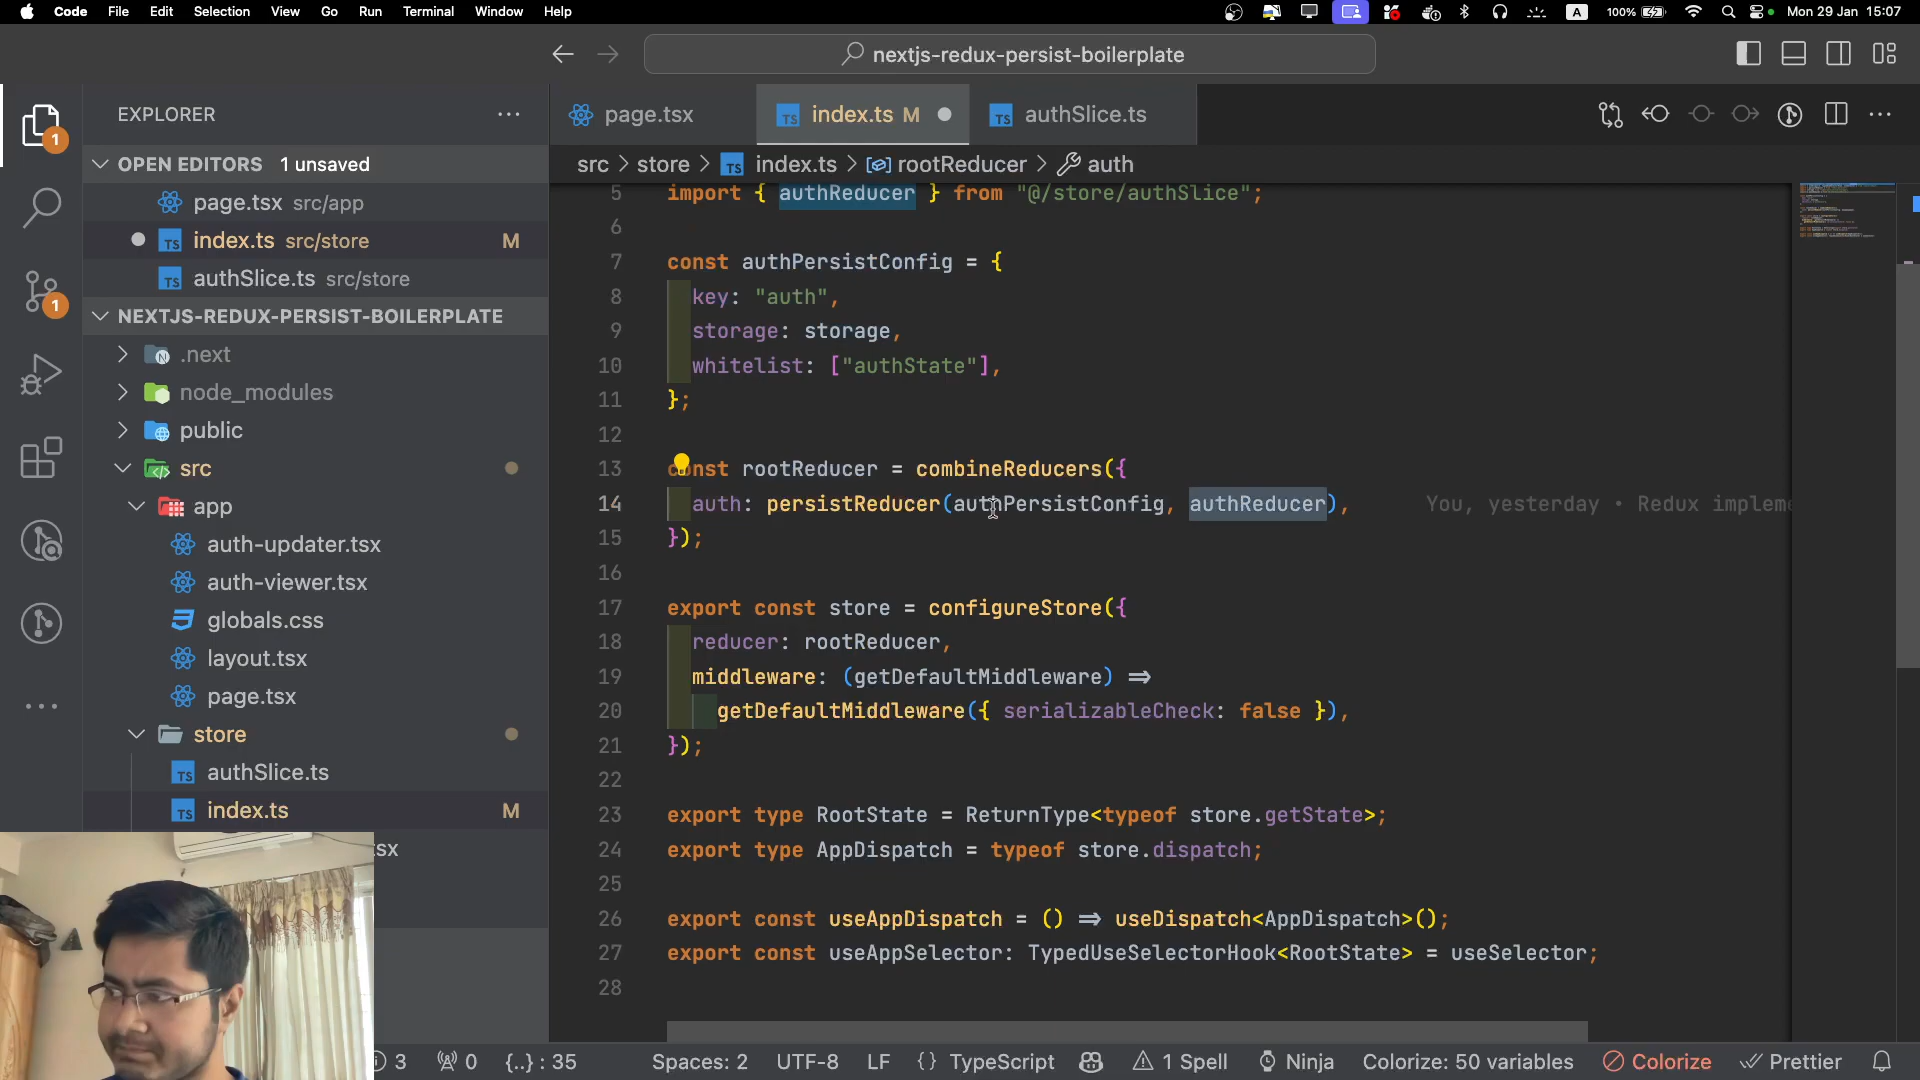 Code File Edit Selection View Go Run Terminal Window Help
A 100% Mon 29 Jan 15:07
nextjs-redux-persist-boilerplate
EXPLORER
page.tsx index.ts M authSlice.ts
OPEN EDITORS 1 unsaved
src > store > index.ts > rootReducer > auth
page.tsx src/app
index.ts src/store M
authSlice.ts src/store
NEXTJS-REDUX-PERSIST-BOILERPLATE
.next
node_modules
public
src
app
auth-updater.tsx
auth-viewer.tsx
globals.css
layout.tsx
page.tsx
store
authSlice.ts
index.ts M
sx
1
1
5 import { authReducer } from "@/store/authSlice";
6
7 const authPersistConfig = {
8 key: "auth",
9 storage: storage,
10 whitelist: ["authState"],
11 };
12
13 const rootReducer = combineReducers({
14 auth: persistReducer(authPersistConfig, authReducer), You, yesterday • Redux impleme
15 });
16
17 export const store = configureStore({
18 reducer: rootReducer,
19 middleware: (getDefaultMiddleware) =>
20 getDefaultMiddleware({ serializableCheck: false }),
21 });
22
23 export type RootState = ReturnType<typeof store.getState>;
24 export type AppDispatch = typeof store.dispatch;
25
26 export const useAppDispatch = () => useDispatch<AppDispatch>();
27 export const useAppSelector: TypedUseSelectorHook<RootState> = useSelector;
28
3 0 {..} : 35 Spaces: 2 UTF-8 LF {} TypeScript 1 Spell Ninja Colorize: 50 variables Colorize Prettier